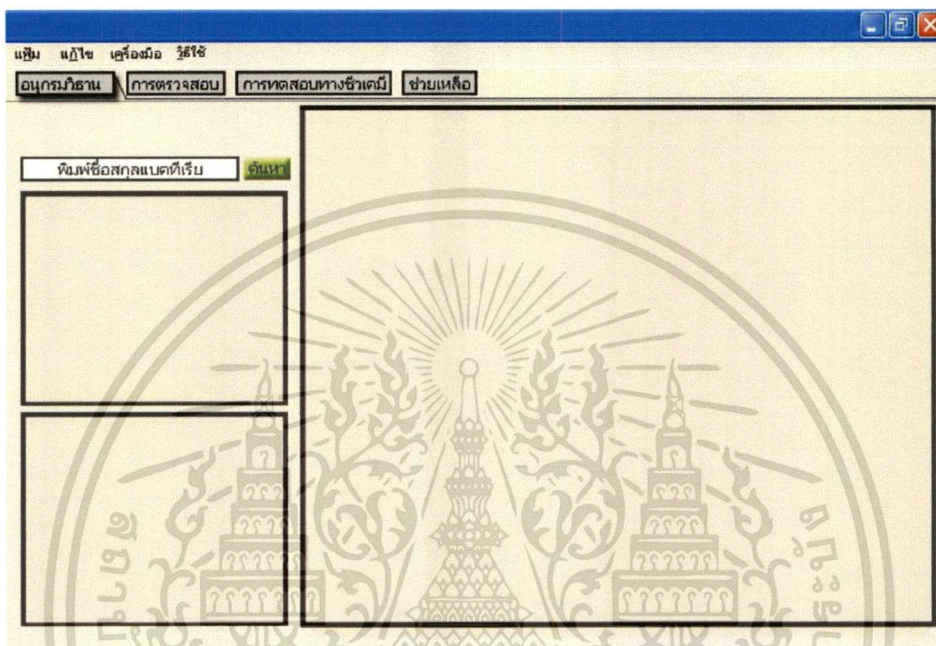 แฟ้ม แก้ไข เครื่องมือ วิธีใช้
อนุกรมวิธาน การตรวจสอบ การทดสอบทางชีวเคมี ช่วยเหลือ
พิมพ์ชื่อสกุลแบคทีเรีย ค้นหา